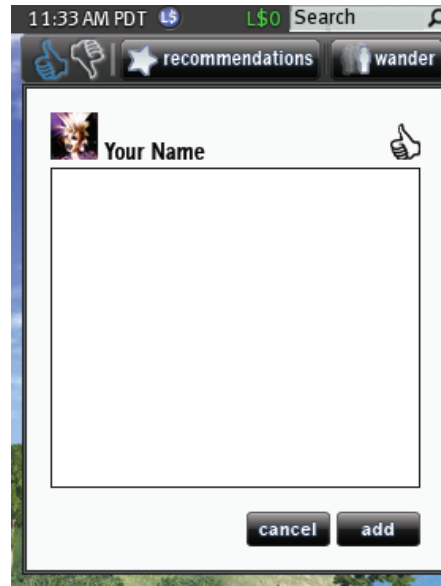 11:33 AM PDT L$ L$0 Search
recommendations wander
Your Name
cancel add